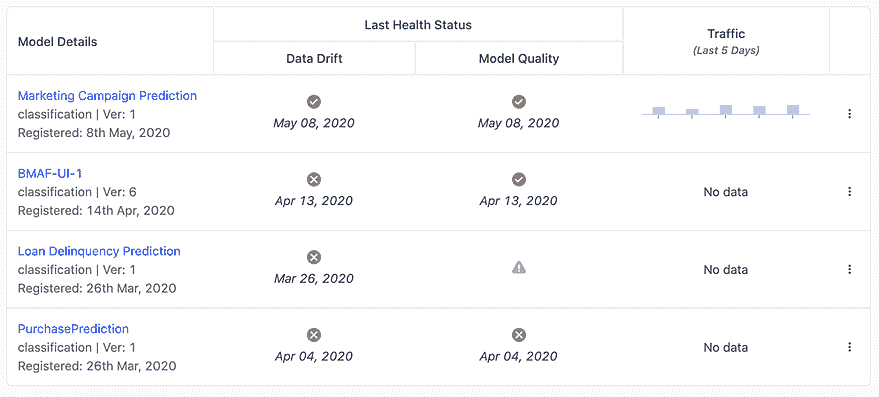 Model Details
Last Health Status
Traffic
(Last 5 Days)
Data Drift
Model Quality
Marketing Campaign Prediction
classification | Ver: 1
Registered: 8th May, 2020
May 08, 2020
May 08, 2020
BMAF-UI-1
classification | Ver: 6
Registered: 14th Apr, 2020
Apr 13, 2020
Apr 13, 2020
No data
Loan Delinquency Prediction
classification | Ver: 1
Registered: 26th Mar, 2020
Mar 26, 2020
No data
PurchasePrediction
classification | Ver: 1
Registered: 26th Mar, 2020
Apr 04, 2020
Apr 04, 2020
No data